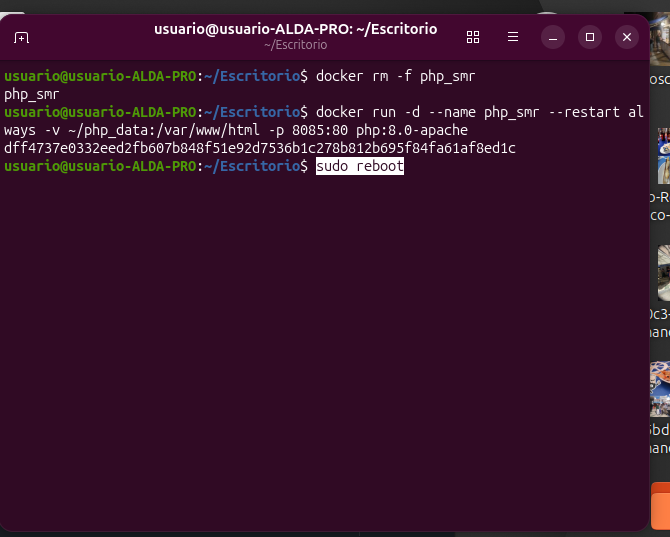 usuario@usuario-ALDA-PRO: ~/Escritorio
~/Escritorio
usuario@usuario-ALDA-PRO:~/Escritorio$ docker rm -f php_smr
php_smr
usuario@usuario-ALDA-PRO:~/Escritorio$ docker run -d --name php_smr --restart al
ways -v ~/php_data:/var/www/html -p 8085:80 php:8.0-apache
dff4737e0332eed2fb607b848f51e92d7536b1c278b812b695f84fa61af8ed1c
usuario@usuario-ALDA-PRO:~/Escritorio$ sudo reboot